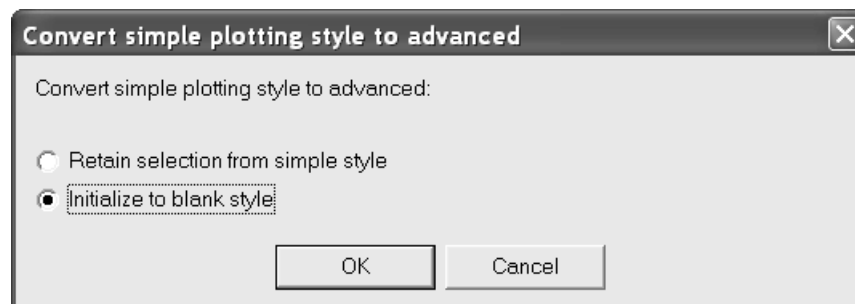 Convert simple plotting style to advanced
Convert simple plotting style to advanced:
Retain selection from simple style
Initialize to blank style
OK Cancel